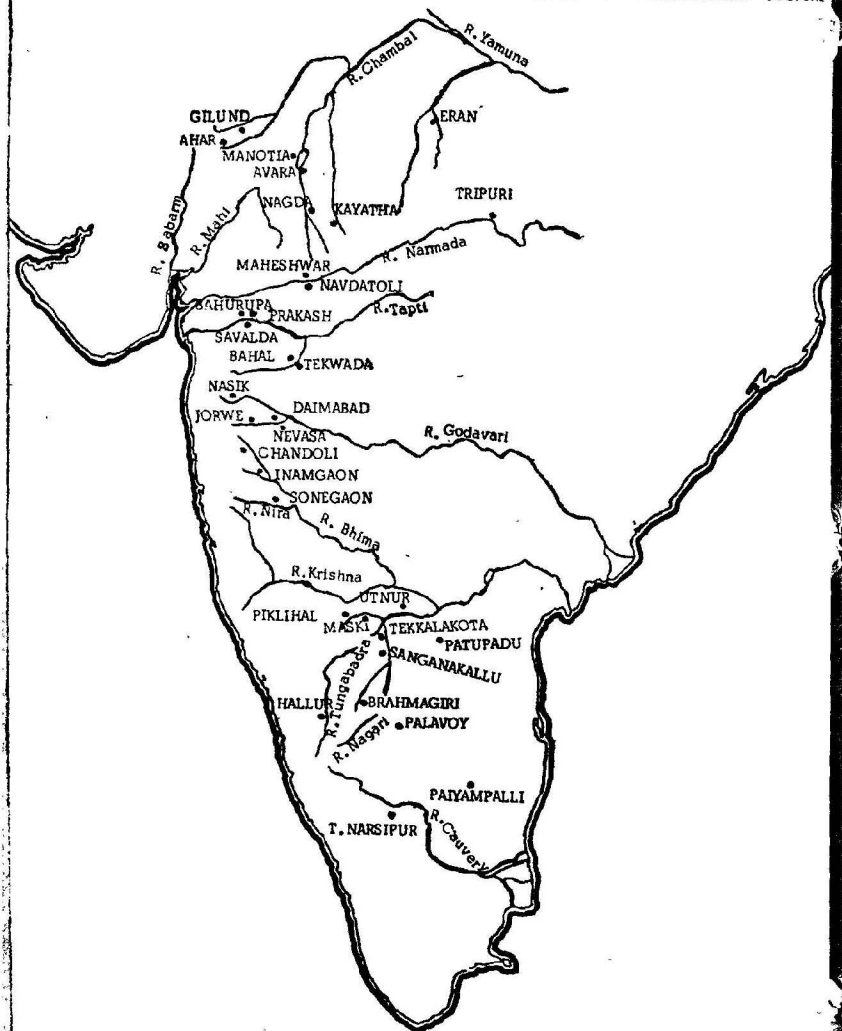 R. Yamuna
R. Chambal
GILUND
ERAN
AHAR
MANOTIA
AVARA
TRIPURI
NAGDA
KAYATHA
R. Babarm
R. Mahi
R. Narmada
MAHESHWAR
NAVDATOLI
BAHURUPA
PRAKASH
R. Tapti
SAVALDA
BAHAL
TEKWADA
NASIK
DAIMABAD
JORWE
R. Godavari
NEVASA
CHANDOLI
INAMGAON
SONEGAON
R. Nira
R. Bhima
R. Krishna
UTNUR
PIKLIHAL
MASKI
TEKKALAKOTA
PATUPADU
SANGANAKALLU
R. Tungabadra
HALLUR
BRAHMAGIRI
PALAVOY
R. Nagari
PAIYAMPALLI
T. NARSIPUR
R. Cauvery